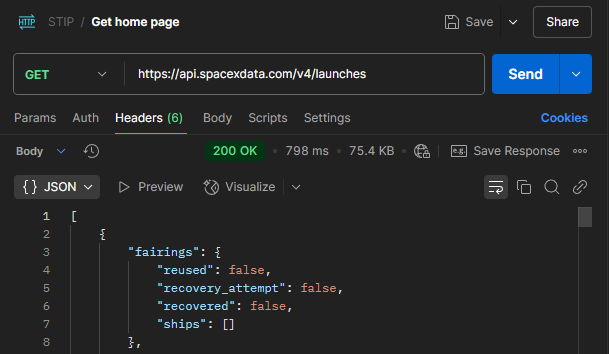 HTTP STIP / Get home page Save Share
GET https://api.spacexdata.com/v4/launches Send
Params Auth Headers (6) Body Scripts Settings Cookies
Body 200 OK • 798 ms • 75.4 KB • e.g. Save Response
{ } JSON Preview Visualize
1 [
2 {
3 "fairings": {
4 "reused": false,
5 "recovery_attempt": false,
6 "recovered": false,
7 "ships": []
8 },